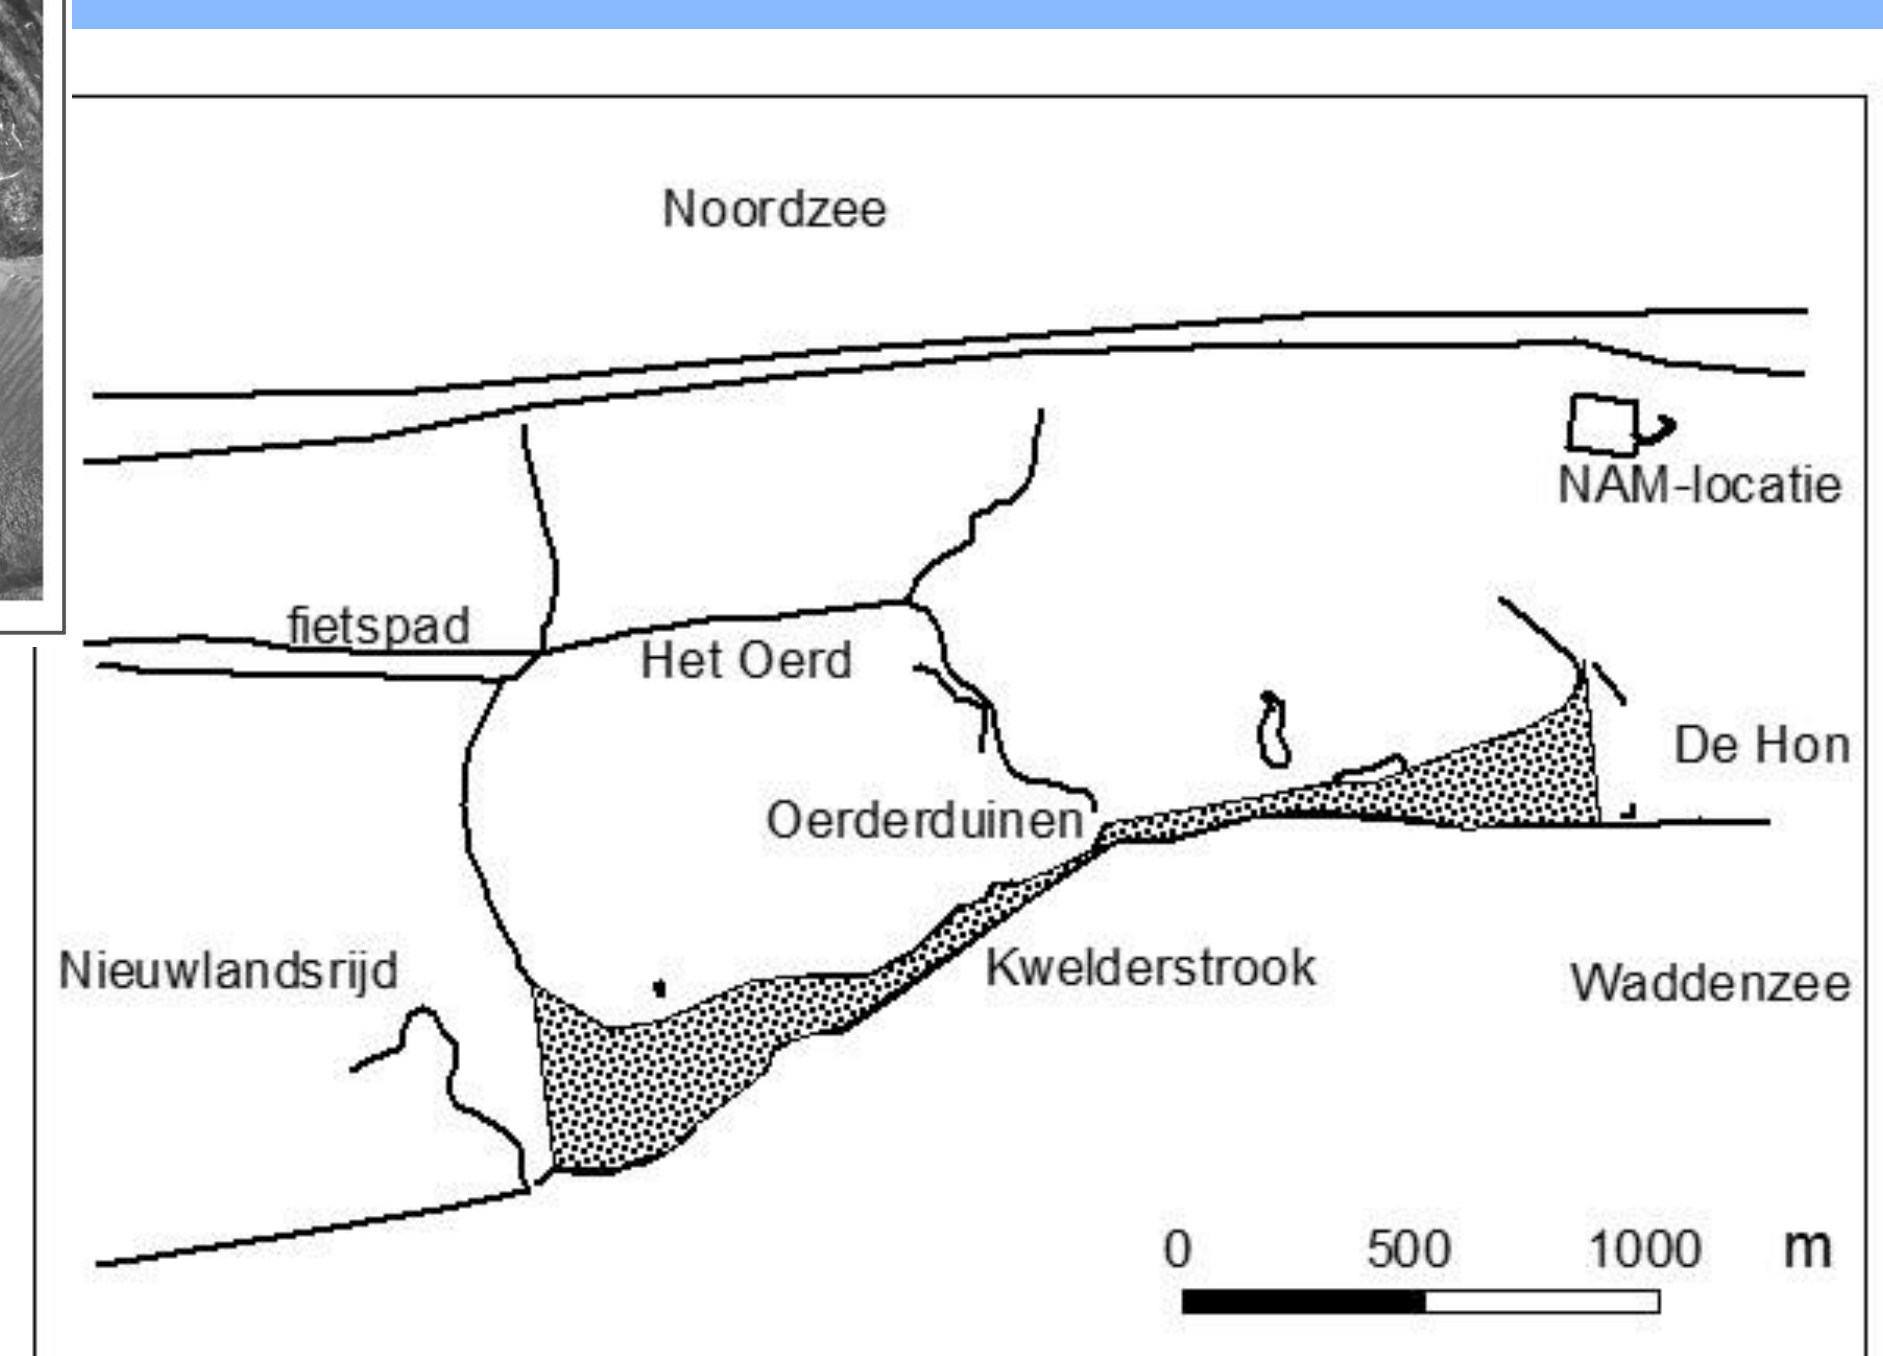 Noordzee
NAM-locatie
fietspad
Het Oerd
De Hon
Oerderduinen
Nieuwlandsrijd
Kwelderstrook
Waddenzee
0 500 1000 m